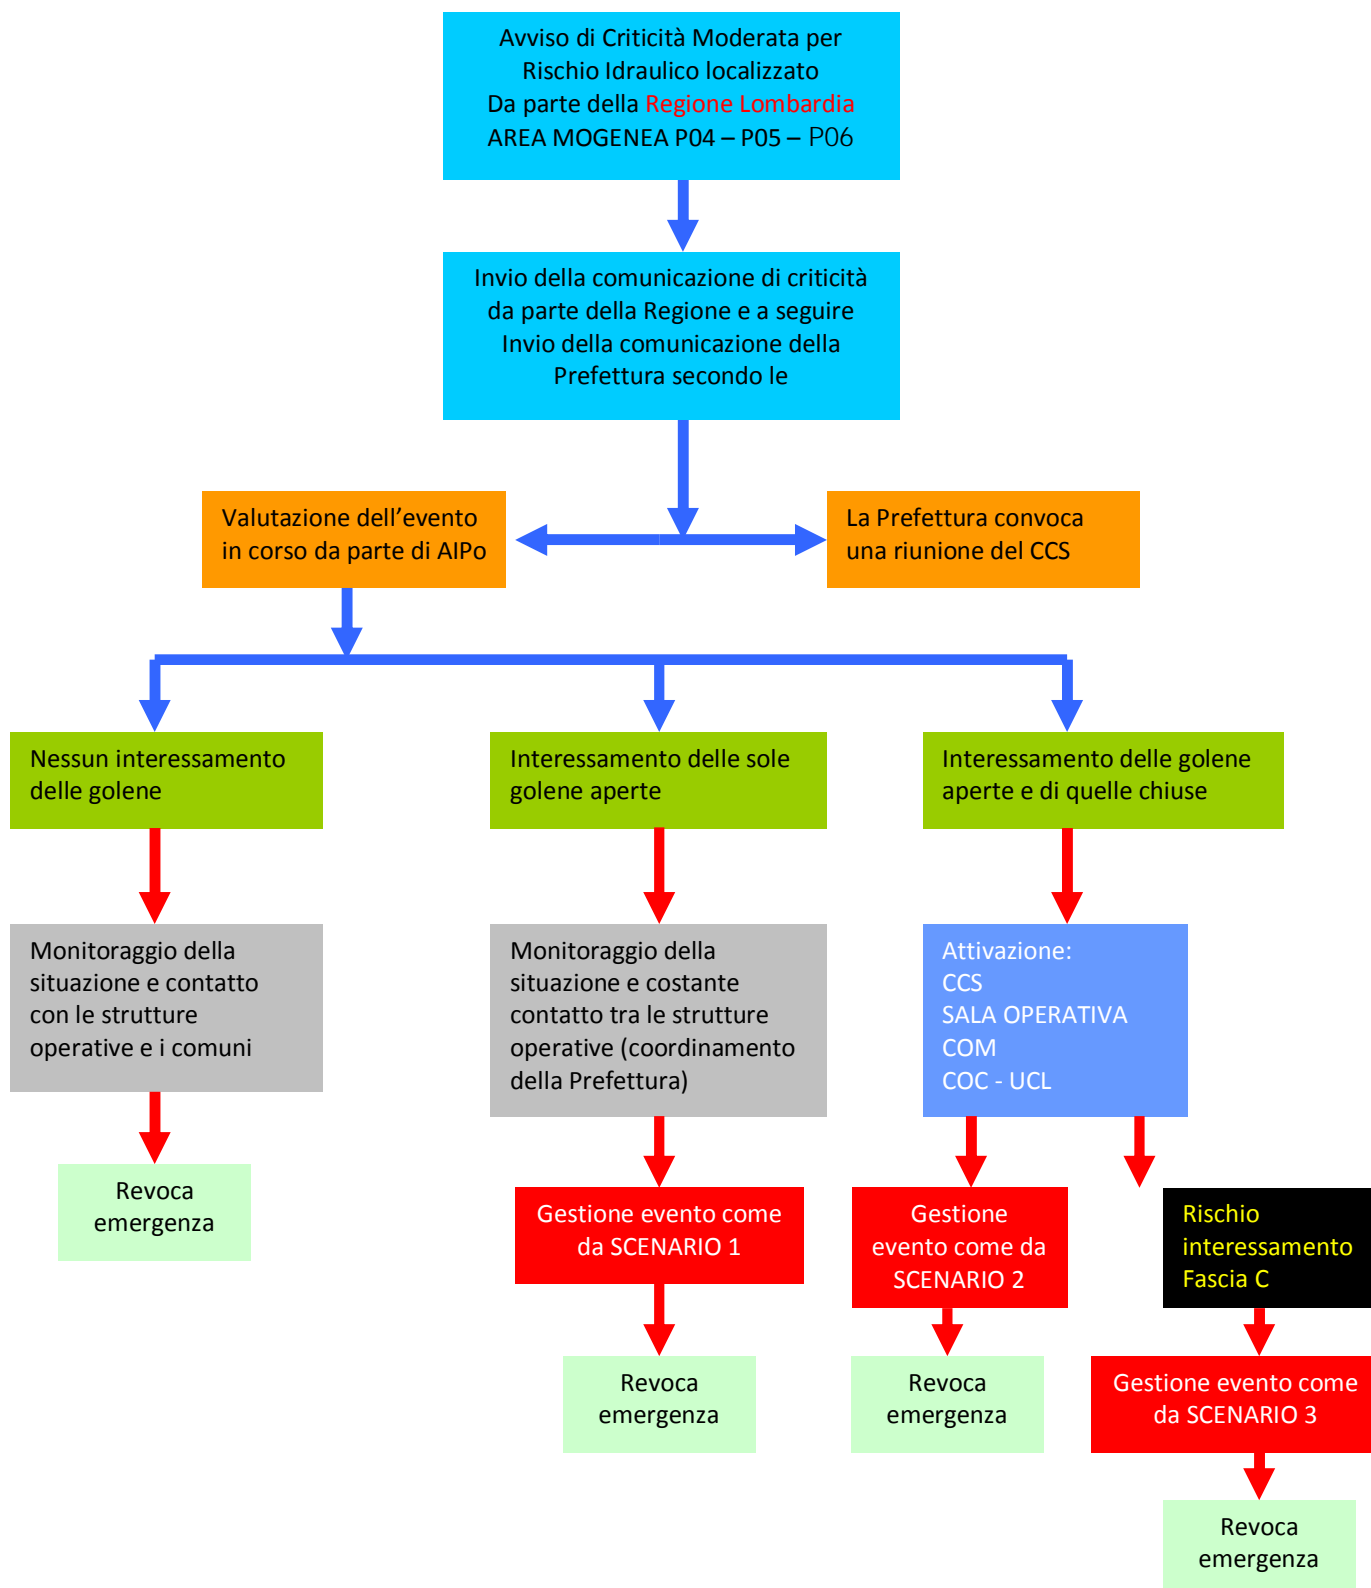 Avviso di Criticità Moderata per
Rischio Idraulico localizzato
Da parte della Regione Lombardia
AREA MOGENEA P04 – P05 – P06
Invio della comunicazione di criticità
da parte della Regione e a seguire
Invio della comunicazione della
Prefettura secondo le
Valutazione dell’evento
in corso da parte di AIPo
La Prefettura convoca
una riunione del CCS
Nessun interessamento
delle golene
Interessamento delle sole
golene aperte
Interessamento delle golene
aperte e di quelle chiuse
Monitoraggio della
situazione e contatto
con le strutture
operative e i comuni
Monitoraggio della
situazione e costante
contatto tra le strutture
operative (coordinamento
della Prefettura)
Attivazione:
CCS
SALA OPERATIVA
COM
COC - UCL
Revoca
emergenza
Gestione evento come
da SCENARIO 1
Gestione
evento come da
SCENARIO 2
Rischio
interessamento
Fascia C
Revoca
emergenza
Revoca
emergenza
Gestione evento come
da SCENARIO 3
Revoca
emergenza